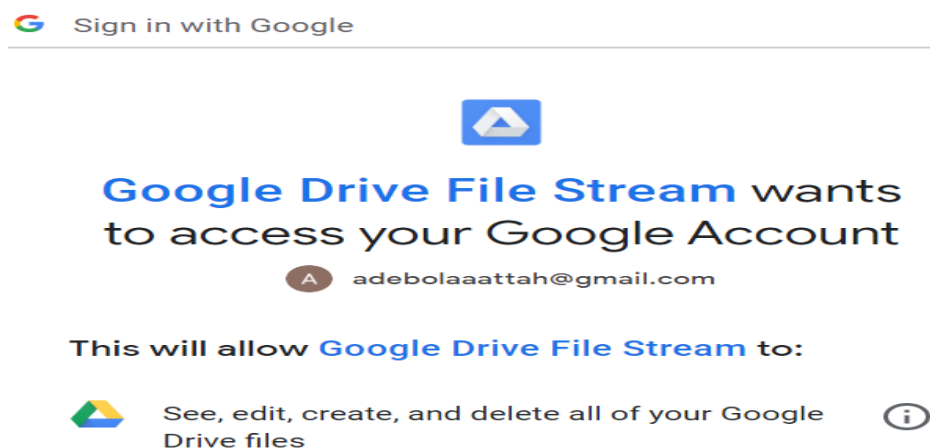 Sign in with Google
Google Drive File Stream wants
to access your Google Account
A adebolaaattah@gmail.com
This will allow Google Drive File Stream to:
See, edit, create, and delete all of your Google
Drive files